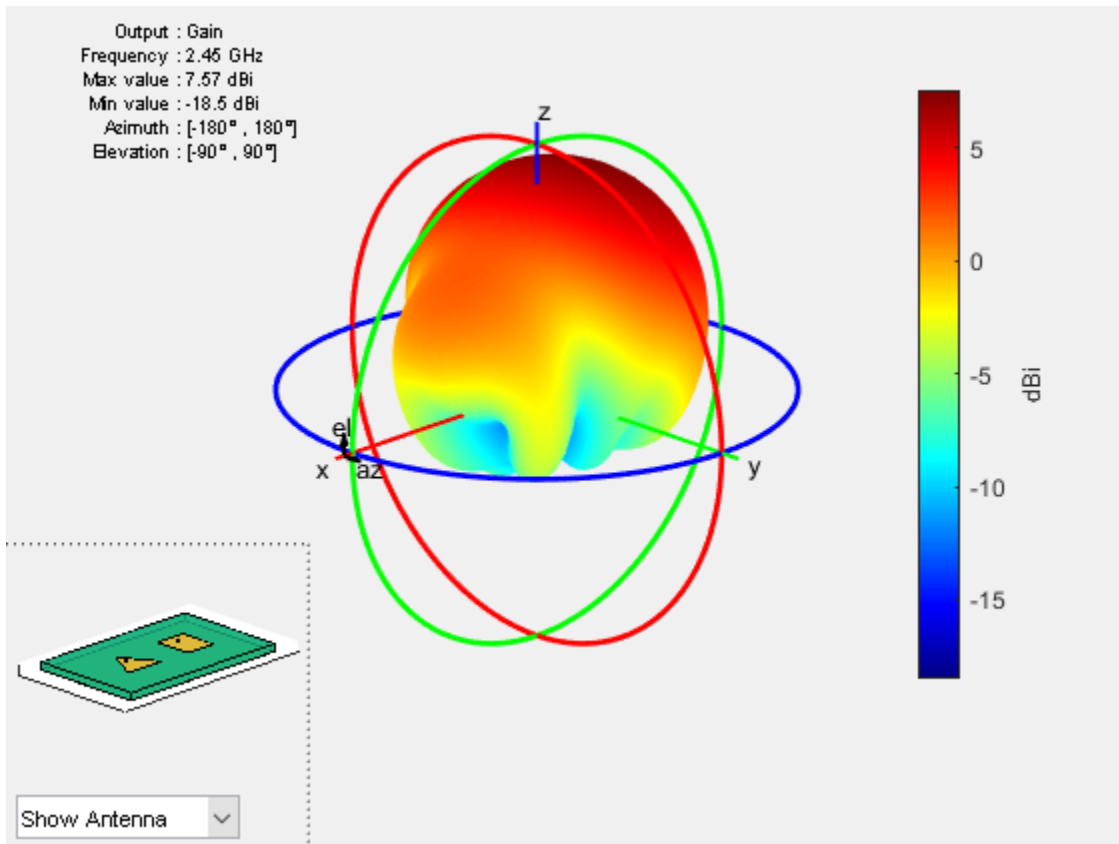 Output : Gain
Frequency : 2.45 GHz
Max value : 7.57 dBi
Min value : -18.5 dBi
Azimuth : [-180° , 180°]
Elevation : [-90° , 90°]
z
5
0
-5
dBi
-10
-15
el
x
az
y
Show Antenna